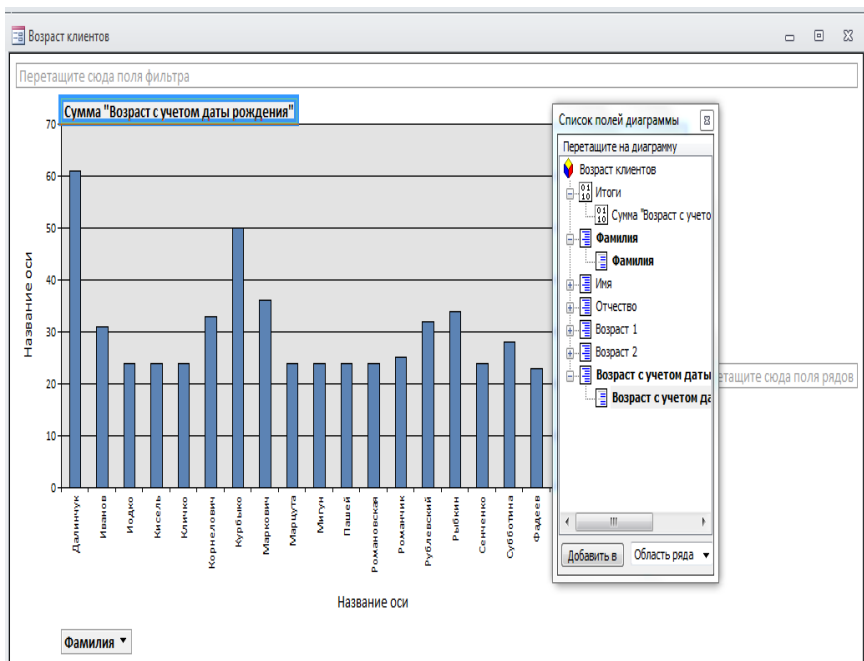 Возраст клиентов
Перетащите сюда поля фильтра
Сумма "Возраст с учетом даты рождения"
70
60
50
40
30
20
10
0
Название оси
Далинчук
Иванов
Иодко
Кисель
Кличко
Корнелович
Курбыко
Маркович
Марцута
Мигун
Пашей
Романовская
Романчик
Рублевский
Рыбкин
Сенченко
Субботина
Фадеев
Название оси
Фамилия
Список полей диаграммы
Перетащите на диаграмму
Возраст клиентов
Итоги
Сумма "Возраст с учето
Фамилия
Фамилия
Имя
Отчество
Возраст 1
Возраст 2
Возраст с учетом даты
Возраст с учетом да
Добавить в
Область ряда
етащите сюда поля рядов